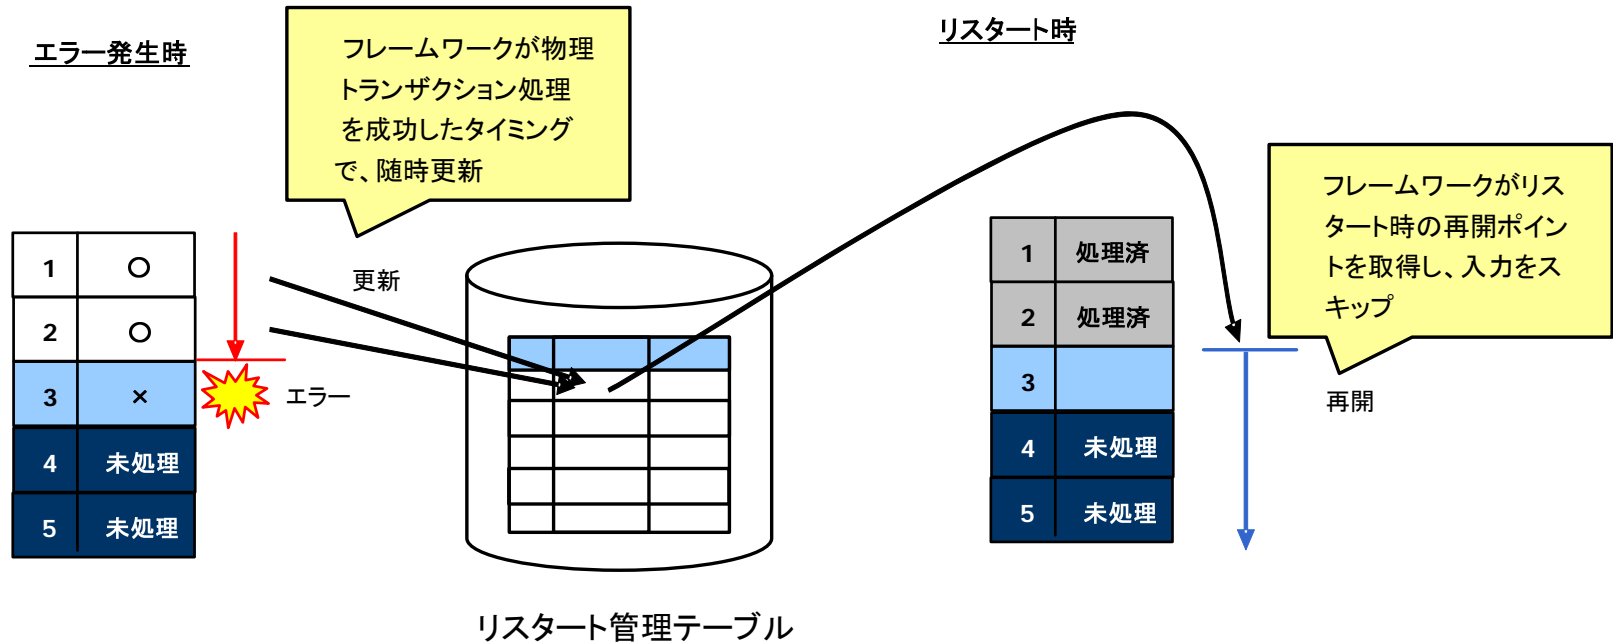 エラー発生時
フレームワークが物理
トランザクション処理
を成功したタイミング
で、随時更新
1 ○
2 ○
3 ×
4 未処理
5 未処理
エラー
更新
リスタート管理テーブル
リスタート時
1 処理済
2 処理済
3
4 未処理
5 未処理
フレームワークがリス
タート時の再開ポイン
トを取得し、入力をス
キップ
再開